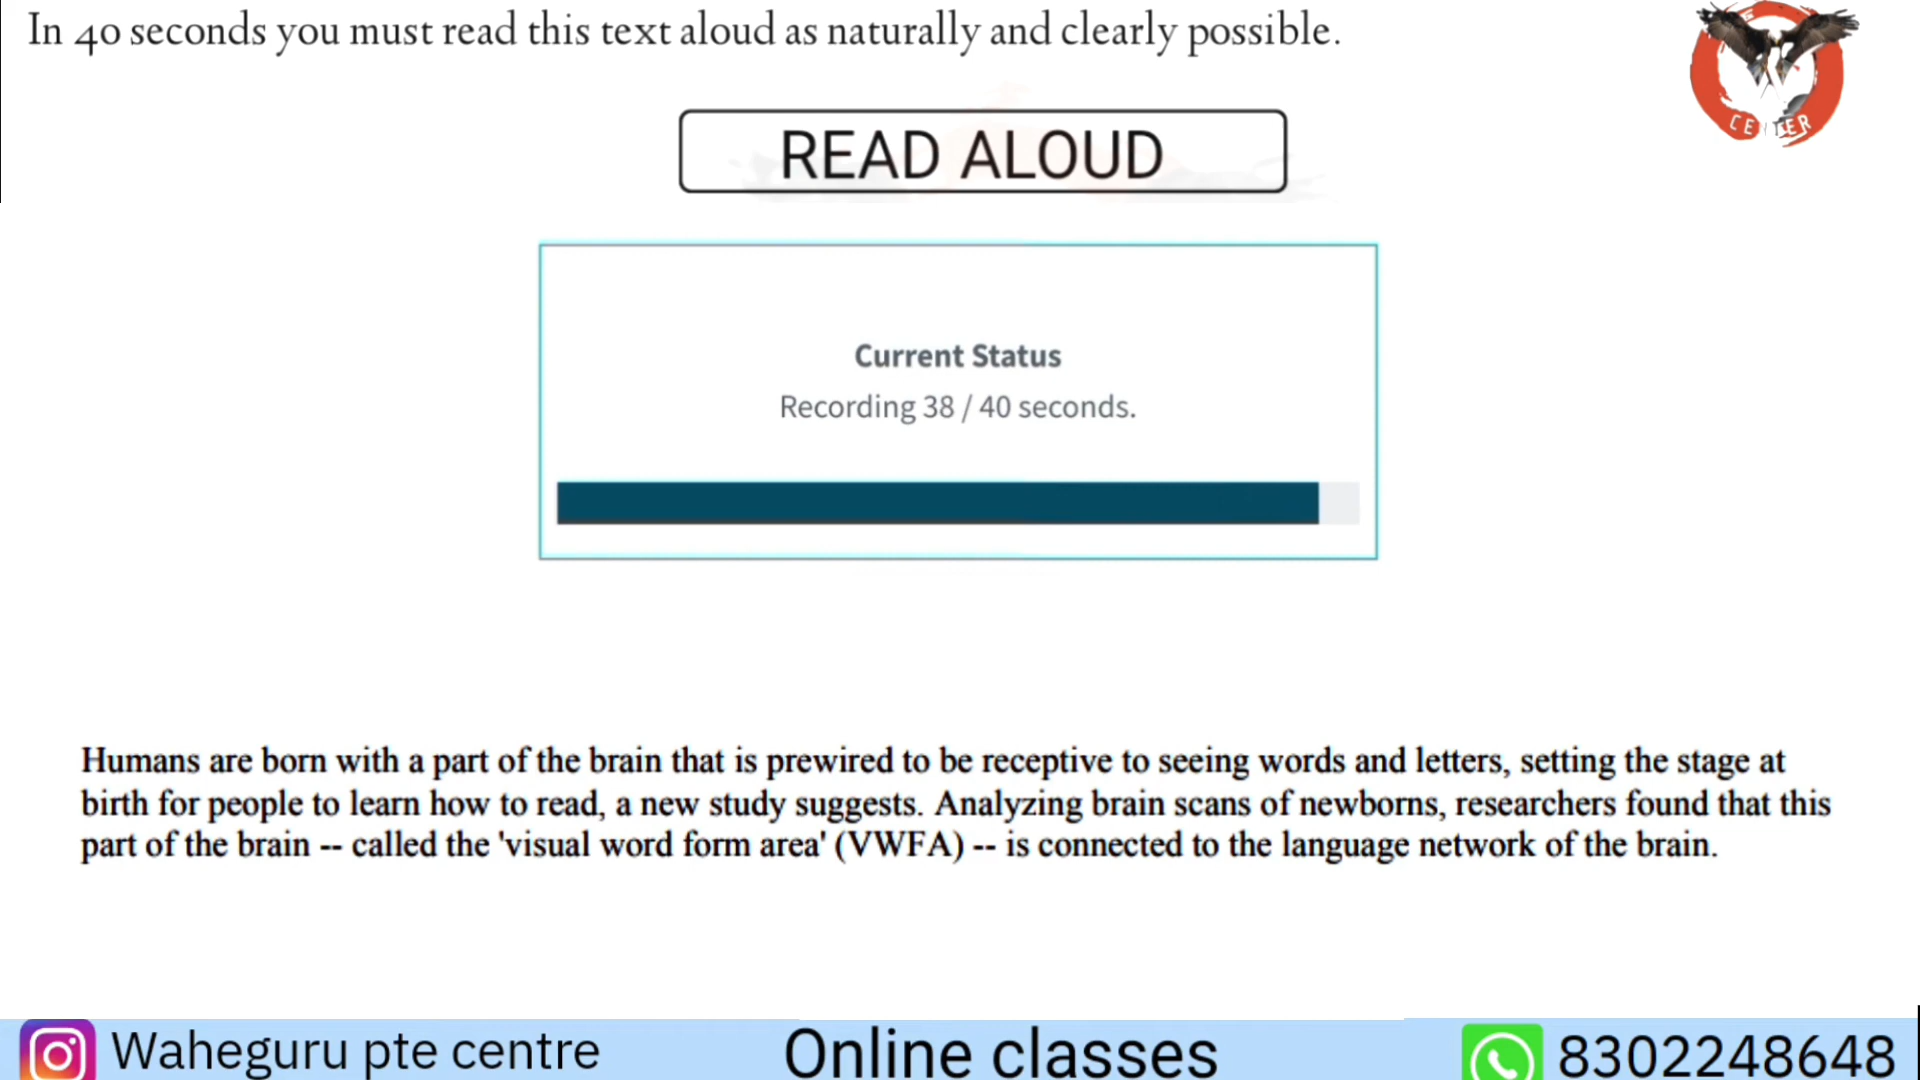 In 40 seconds you must read this text aloud as naturally and clearly possible.
READ ALOUD
Current Status
Recording 38 / 40 seconds.
Humans are born with a part of the brain that is prewired to be receptive to seeing words and letters, setting the stage at
birth for people to learn how to read, a new study suggests. Analyzing brain scans of newborns, researchers found that this
part of the brain -- called the 'visual word form area' (VWFA) -- is connected to the language network of the brain.
Waheguru pte centre
Online classes
8302248648